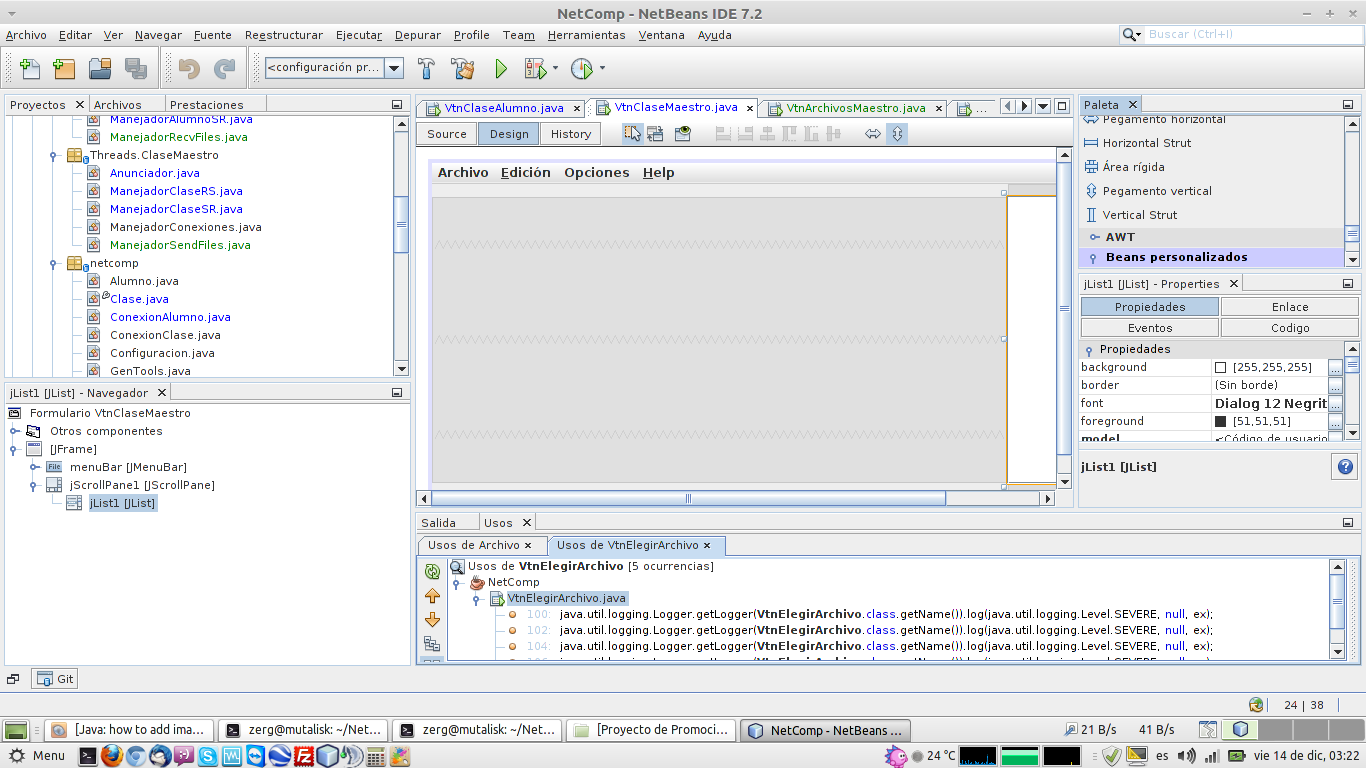 NetComp - NetBeans IDE 7.2
Archivo Editar Ver Navegar Fuente Reestructurar Ejecutar Depurar Profile Team Herramientas Ventana Ayuda
Buscar (Ctrl+I)
<configuración pr...
Proyectos Archivos Prestaciones
ManejadorAlumnoSR.java
ManejadorRecvFiles.java
Threads.ClaseMaestro
Anunciador.java
ManejadorClaseRS.java
ManejadorClaseSR.java
ManejadorConexiones.java
ManejadorSendFiles.java
netcomp
Alumno.java
Clase.java
ConexionAlumno.java
ConexionClase.java
Configuracion.java
GenTools.java
jList1 [JList] - Navegador
Formulario VtnClaseMaestro
Otros componentes
[JFrame]
File menuBar [JMenuBar]
jScrollPane1 [JScrollPane]
jList1 [JList]
VtnClaseAlumno.java VtnClaseMaestro.java VtnArchivosMaestro.java ...
Source Design History
Archivo Edición Opciones Help
Paleta
Pegamento horizontal
Horizontal Strut
Área rígida
Pegamento vertical
Vertical Strut
AWT
Beans personalizados
jList1 [JList] - Properties
Propiedades Enlace
Eventos Codigo
Propiedades
background [255,255,255] ...
border (Sin borde) ...
font Dialog 12 Negrit ...
foreground [51,51,51] ...
model <Código de usuario
jList1 [JList]
Salida Usos
Usos de Archivo Usos de VtnElegirArchivo
Usos de VtnElegirArchivo [5 ocurrencias]
NetComp
VtnElegirArchivo.java
100: java.util.logging.Logger.getLogger(VtnElegirArchivo.class.getName()).log(java.util.logging.Level.SEVERE, null, ex);
102: java.util.logging.Logger.getLogger(VtnElegirArchivo.class.getName()).log(java.util.logging.Level.SEVERE, null, ex);
104: java.util.logging.Logger.getLogger(VtnElegirArchivo.class.getName()).log(java.util.logging.Level.SEVERE, null, ex);
Git
24 | 38
[Java: how to add ima... zerg@mutalisk: ~/Net... zerg@mutalisk: ~/Net... [Proyecto de Promoci... NetComp - NetBeans ... 21 B/s 41 B/s
Menu 24 °C es vie 14 de dic, 03:22